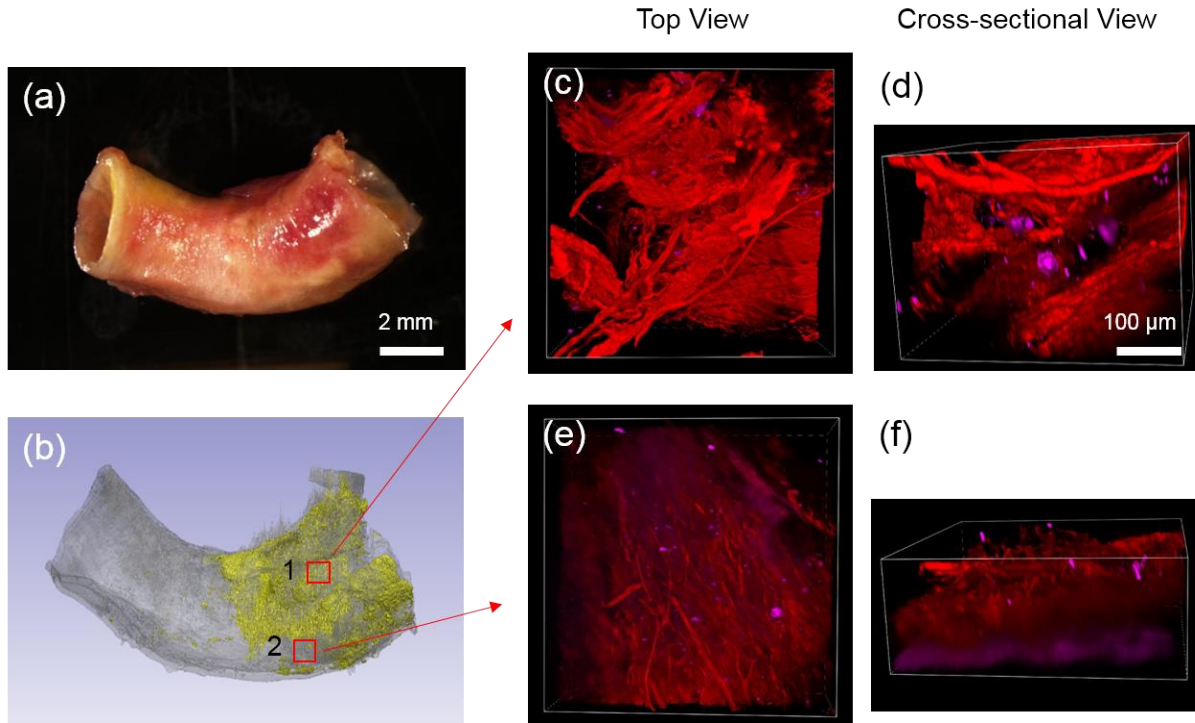 Top View
Cross-sectional View
(a)
2 mm
(c)
(d)
100 µm
(b)
1
2
(e)
(f)